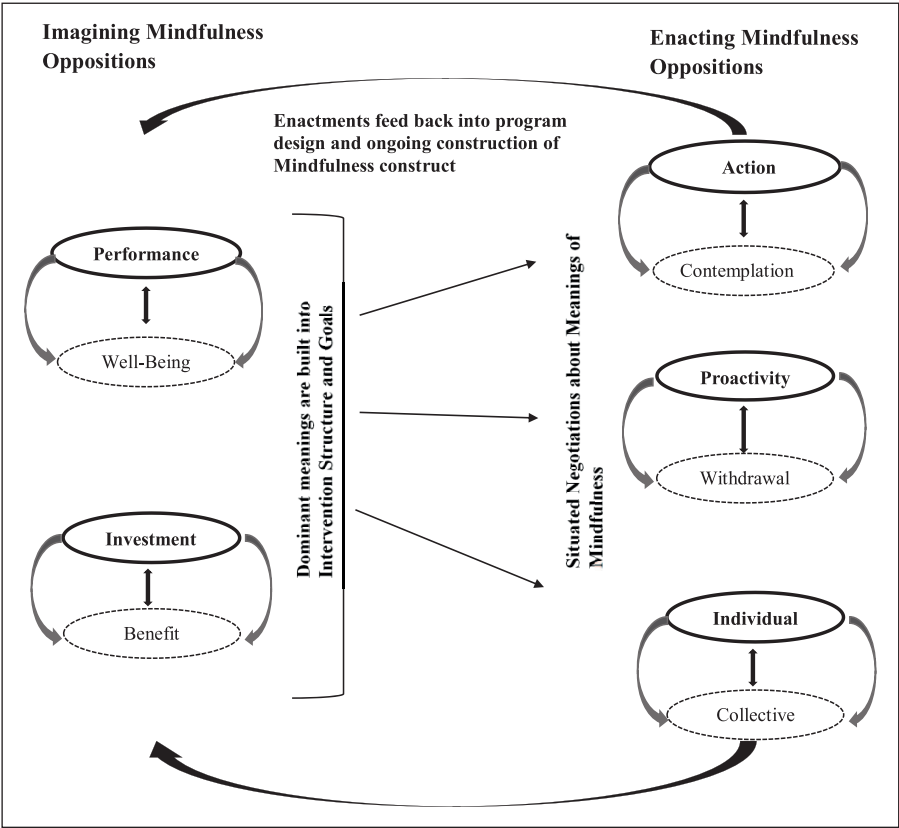 Imagining Mindfulness
Oppositions
Enacting Mindfulness
Oppositions
Enactments feed back into program
design and ongoing construction of
Mindfulness construct
Performance
Well-Being
Investment
Benefit
Dominant meanings are built into
Intervention Structure and Goals
Situated Negotiations about Meanings of
Mindfulness
Action
Contemplation
Proactivity
Withdrawal
Individual
Collective